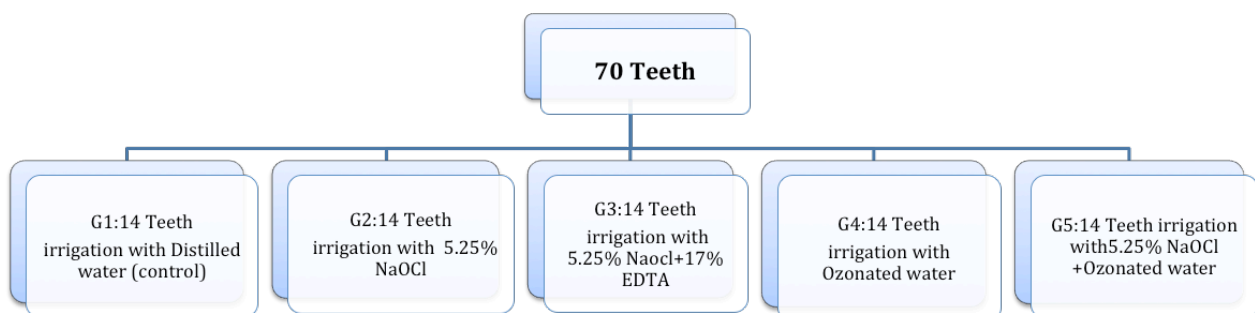 70 Teeth
G1:14 Teeth
irrigation with Distilled
water (control)
G2:14 Teeth
irrigation with 5.25%
NaOCl
G3:14 Teeth
irrigation with
5.25% Naocl+17%
EDTA
G4:14 Teeth
irrigation with
Ozonated water
G5:14 Teeth irrigation
with5.25% NaOCl
+Ozonated water